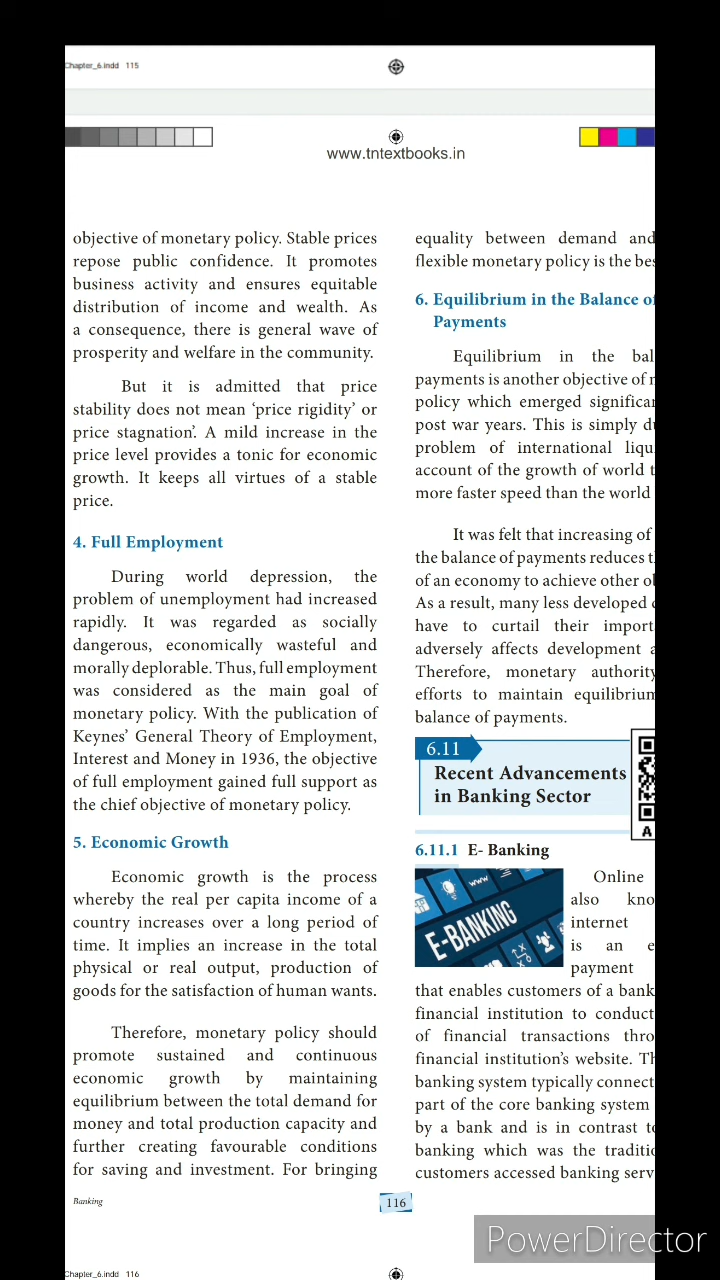 Chapter_6.indd 115
www.tntextbooks.in
objective of monetary policy. Stable prices
repose public confidence. It promotes
business activity and ensures equitable
distribution of income and wealth. As
a consequence, there is general wave of
prosperity and welfare in the community.
But it is admitted that price
stability does not mean ‘price rigidity’ or
price stagnation’. A mild increase in the
price level provides a tonic for economic
growth. It keeps all virtues of a stable
price.
4. Full Employment
During world depression, the
problem of unemployment had increased
rapidly. It was regarded as socially
dangerous, economically wasteful and
morally deplorable. Thus, full employment
was considered as the main goal of
monetary policy. With the publication of
Keynes’ General Theory of Employment,
Interest and Money in 1936, the objective
of full employment gained full support as
the chief objective of monetary policy.
5. Economic Growth
Economic growth is the process
whereby the real per capita income of a
country increases over a long period of
time. It implies an increase in the total
physical or real output, production of
goods for the satisfaction of human wants.
Therefore, monetary policy should
promote sustained and continuous
economic growth by maintaining
equilibrium between the total demand for
money and total production capacity and
further creating favourable conditions
for saving and investment. For bringing
equality between demand and
flexible monetary policy is the
6. Equilibrium in the Balance
Payments
Equilibrium in the
payments is another objective of
policy which emerged
post war years. This is simply
problem of international
account of the growth of world
more faster speed than the world
It was felt that increasing of
the balance of payments reduces
of an economy to achieve other
As a result, many less developed
have to curtail their
adversely affects development
Therefore, monetary authority
efforts to maintain equilibrium
balance of payments.
6.11
Recent Advancements
in Banking Sector
A
6.11.1 E- Banking
www
E-BANKING
Online
also
internet
is an
payment
that enables customers of a bank
financial institution to conduct
of financial transactions
financial institution’s website.
banking system typically
part of the core banking system
by a bank and is in contrast
banking which was the
customers accessed banking
Banking
116
PowerDirector
Chapter_6.indd 116